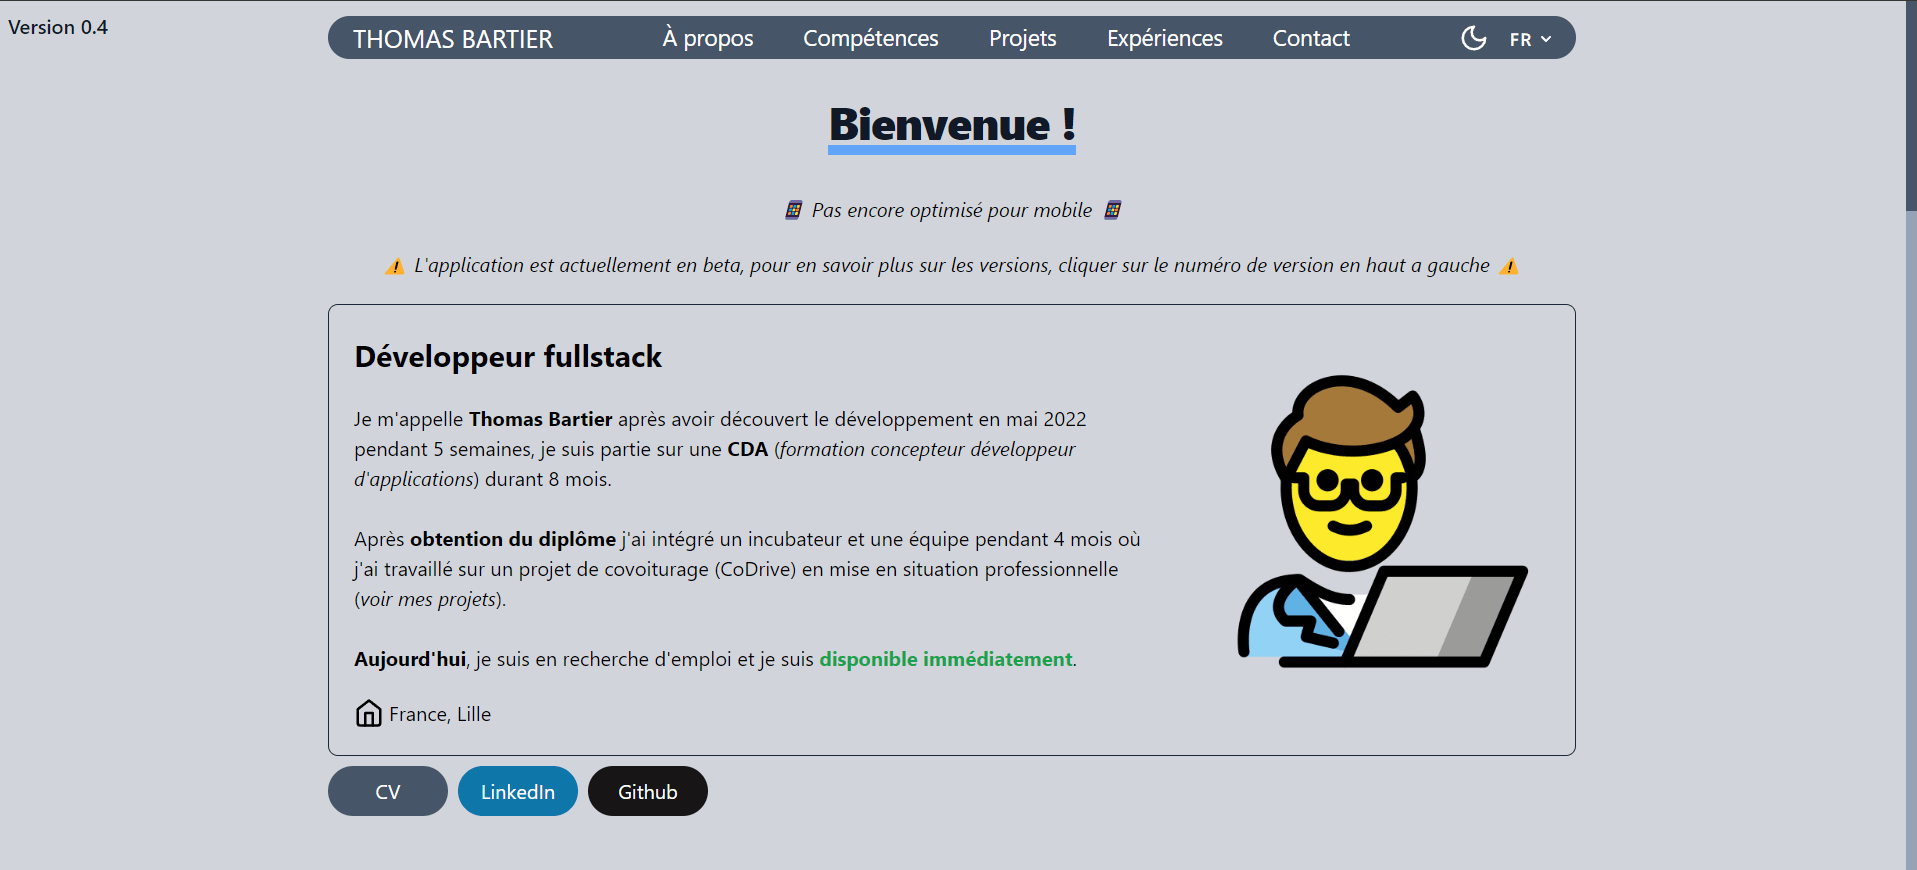 Version 0.4
THOMAS BARTIER À propos Compétences Projets Expériences Contact FR
Bienvenue !
Pas encore optimisé pour mobile
L'application est actuellement en beta, pour en savoir plus sur les versions, cliquer sur le numéro de version en haut a gauche
Développeur fullstack
Je m'appelle Thomas Bartier après avoir découvert le développement en mai 2022
pendant 5 semaines, je suis partie sur une CDA (formation concepteur développeur
d'applications) durant 8 mois.
Après obtention du diplôme j'ai intégré un incubateur et une équipe pendant 4 mois où
j'ai travaillé sur un projet de covoiturage (CoDrive) en mise en situation professionnelle
(voir mes projets).
Aujourd'hui, je suis en recherche d'emploi et je suis disponible immédiatement.
France, Lille
CV LinkedIn Github